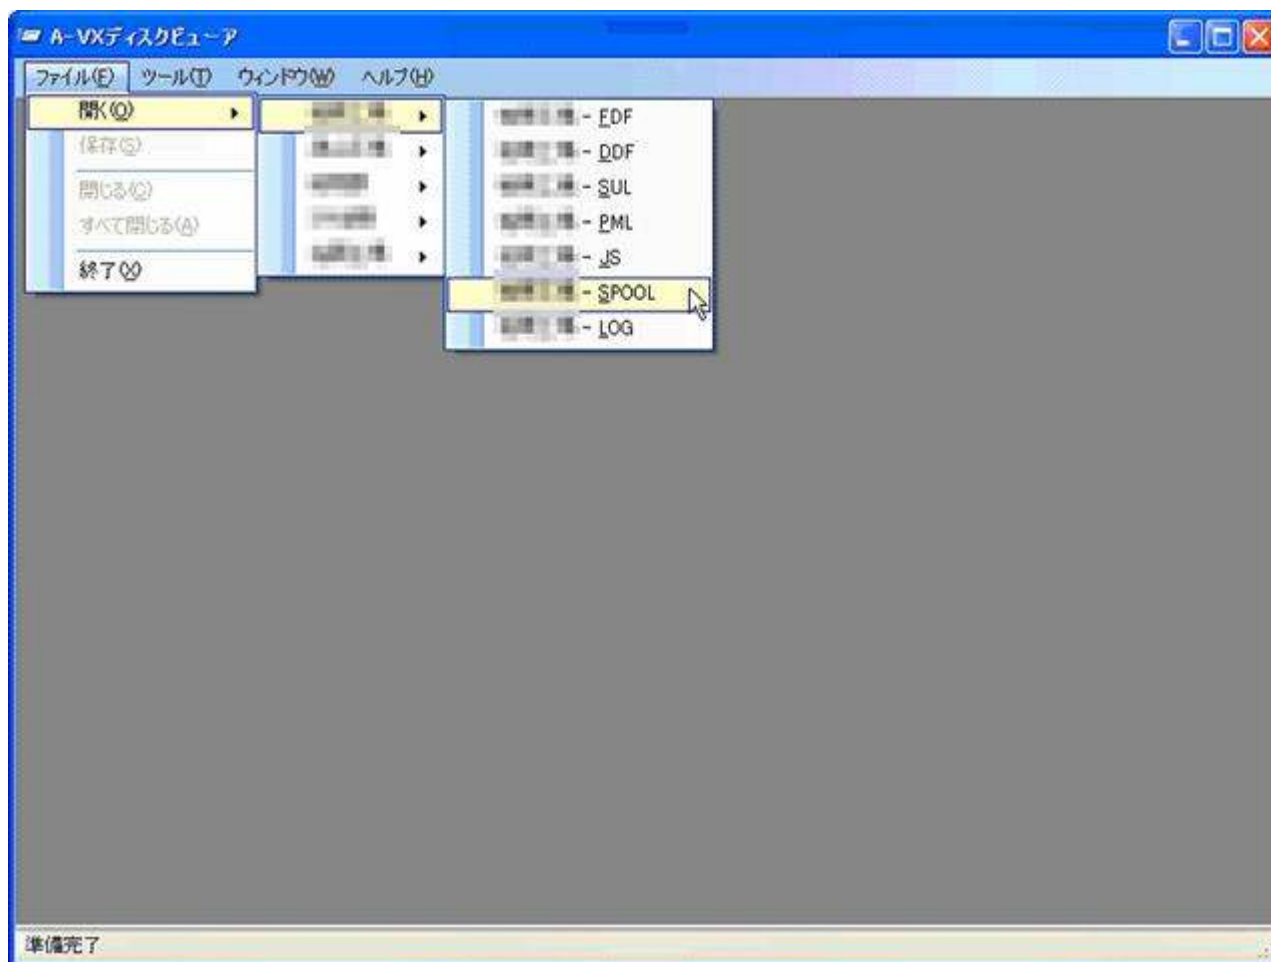 A-VXディスクビューア
ファイル(F) ツール(T) ウィンドウ(W) ヘルプ(H)
開く(O)
保存(S)
閉じる(C)
すべて閉じる(A)
終了(X)
- FDF
- DDF
- SUL
- PML
- JS
- SPOOL
- LOG
準備完了